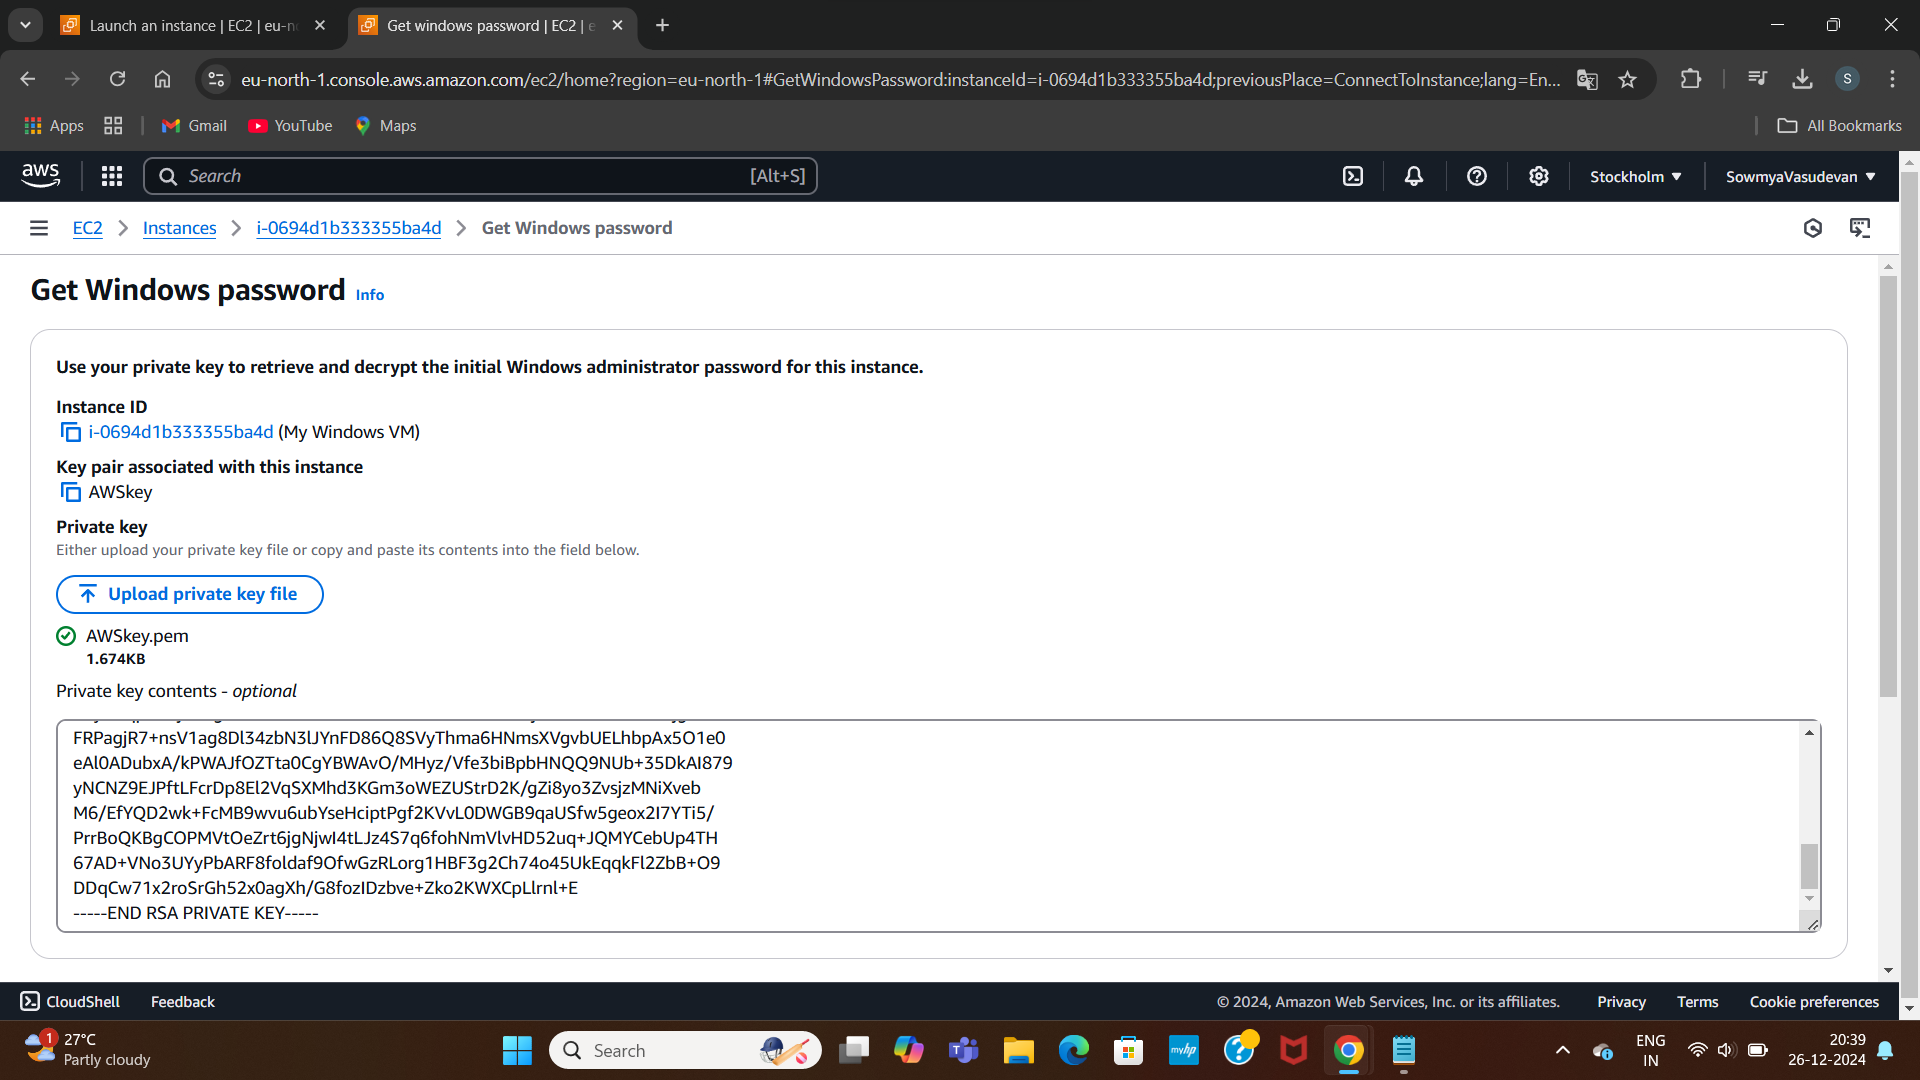 Launch an instance | EC2 | eu-n
Get windows password | EC2 | e
eu-north-1.console.aws.amazon.com/ec2/home?region=eu-north-1#GetWindowsPassword:instanceId=i-0694d1b333355ba4d;previousPlace=ConnectToInstance;lang=En...
S
Apps
Gmail
YouTube
Maps
All Bookmarks
aws
Search
[Alt+S]
Stockholm
SowmyaVasudevan
EC2
Instances
i-0694d1b333355ba4d
Get Windows password
Get Windows password
Info
Use your private key to retrieve and decrypt the initial Windows administrator password for this instance.
Instance ID
i-0694d1b333355ba4d (My Windows VM)
Key pair associated with this instance
AWSkey
Private key
Either upload your private key file or copy and paste its contents into the field below.
Upload private key file
AWSkey.pem
1.674KB
Private key contents - optional
FRPagjR7+nsV1ag8Dl34zbN3lJYnFD86Q8SVyThma6HNmsXVgvbUELhbpAx5O1e0
eAl0ADubxA/kPWAJfOZTta0CgYBWAvO/MHyz/Vfe3biBpbHNQQ9NUb+35DkAI879
yNCNZ9EJPftLFcrDp8El2VqSXMhd3KGm3oWEZUStrD2K/gZi8yo3ZvsjzMNiXveb
M6/EfYQD2wk+FcMB9wvu6ubYseHciptPgf2KVvL0DWGB9qaUSfw5geox2I7YTi5/
PrrBoQKBgCOPMVtOeZrt6jgNjwI4tLJz4S7q6fohNmVlvHD52uq+JQMYCebUp4TH
67AD+VNo3UYyPbARF8foldaf9OfwGzRLorg1HBF3g2Ch74o45UkEqqkFl2ZbB+O9
DDqCw71x2roSrGh52x0agXh/G8fozIDzbve+Zko2KWXCpLlrnl+E
-----END RSA PRIVATE KEY-----
CloudShell
Feedback
© 2024, Amazon Web Services, Inc. or its affiliates.
Privacy
Terms
Cookie preferences
1
27°C
Partly cloudy
Search
myhp
ENG
IN
20:39
26-12-2024